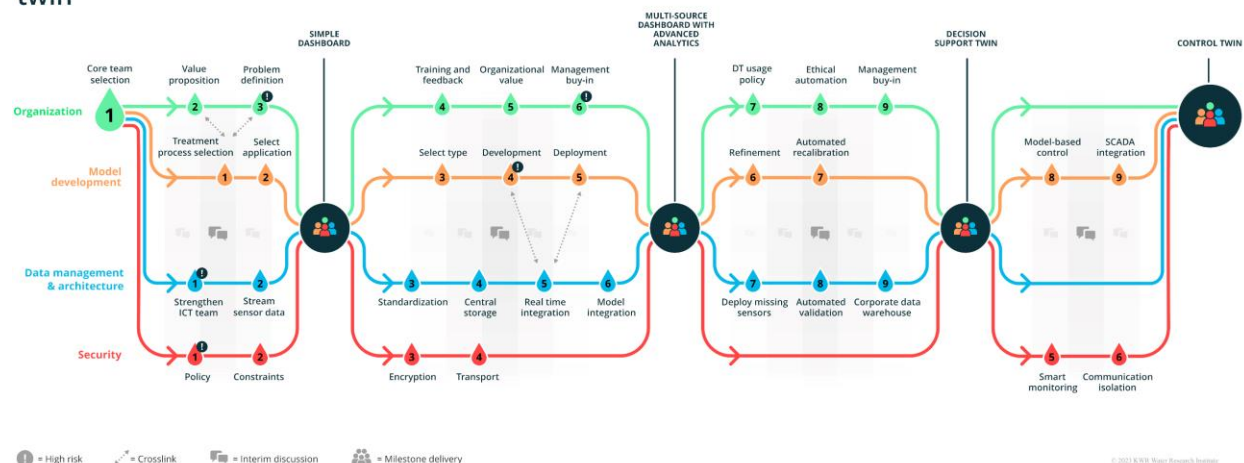 twin
SIMPLE
DASHBOARD
MULTI-SOURCE
DASHBOARD WITH
ADVANCED
ANALYTICS
DECISION
SUPPORT TWIN
CONTROL TWIN
Organization
Core team
selection
1
Value
proposition
2
Problem
definition
3
!
Training and
feedback
4
Organizational
value
5
Management
buy-in
6
!
DT usage
policy
7
Ethical
automation
8
Management
buy-in
9
Model
development
Treatment
process selection
1
Select
application
2
Select type
3
Development
4
!
Deployment
5
Refinement
6
Automated
recalibration
7
Model-based
control
8
SCADA
integration
9
Data management
& architecture
1
!
Strengthen
ICT team
2
Stream
sensor data
3
Standardization
4
Central
storage
5
Real time
integration
6
Model
integration
7
Deploy missing
sensors
8
Automated
validation
9
Corporate data
warehouse
Security
1
!
Policy
2
Constraints
3
Encryption
4
Transport
5
Smart
monitoring
6
Communication
isolation
! = High risk
= Crosslink
= Interim discussion
= Milestone delivery
© 2021 KWR Water Research Institute